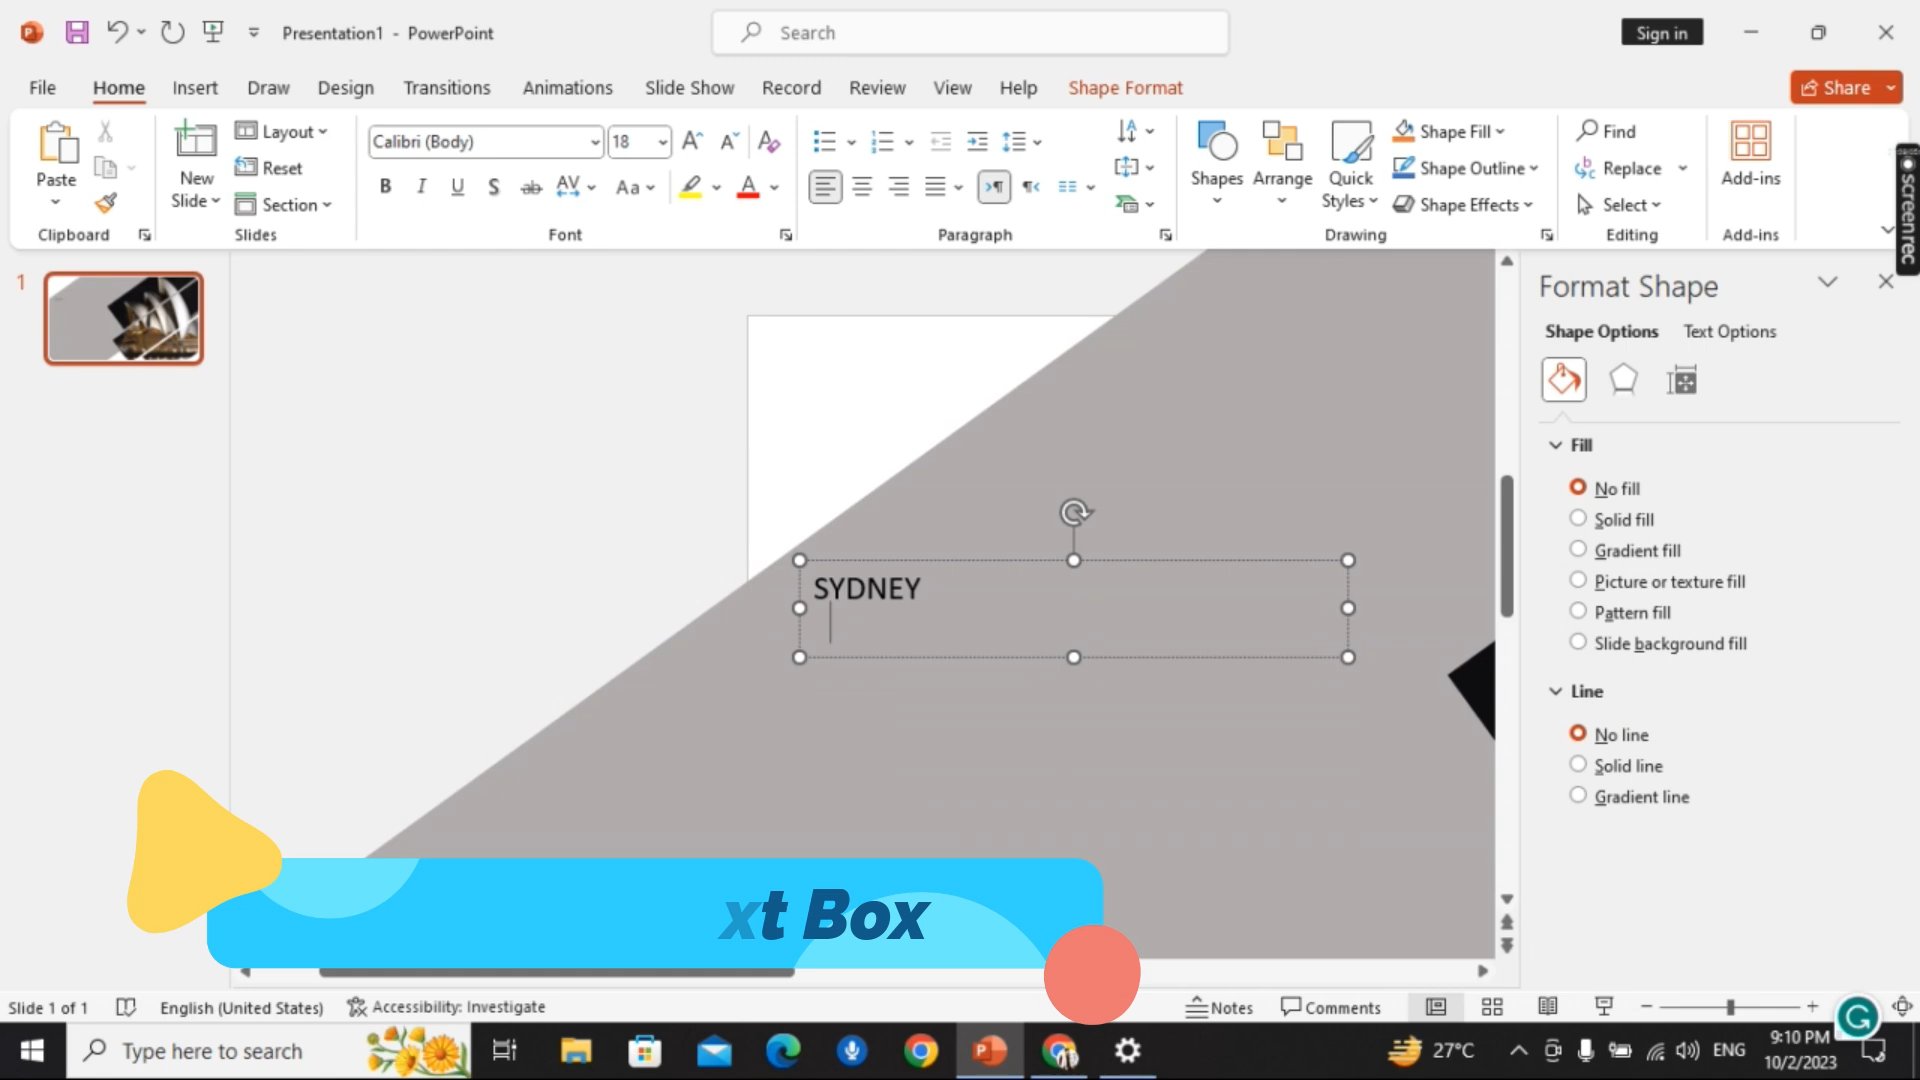 Presentation1 - PowerPoint
Search
Sign in
File Home Insert Draw Design Transitions Animations Slide Show Record Review View Help Shape Format
Share
Paste
New
Slide
Layout
Reset
Section
Calibri (Body)
18
B I U S ab AV Aa A
Shapes
Arrange
Quick
Styles
Shape Fill
Shape Outline
Shape Effects
Find
Replace
Select
Add-ins
Clipboard
Slides
Font
Paragraph
Drawing
Editing
Add-ins
screenrec
1
Format Shape
Shape Options
Text Options
Fill
No fill
Solid fill
Gradient fill
Picture or texture fill
Pattern fill
Slide background fill
Line
No line
Solid line
Gradient line
SYDNEY
xt Box
Slide 1 of 1
English (United States)
Accessibility: Investigate
Notes
Comments
Type here to search
27°C
ENG
9:10 PM
10/2/2023